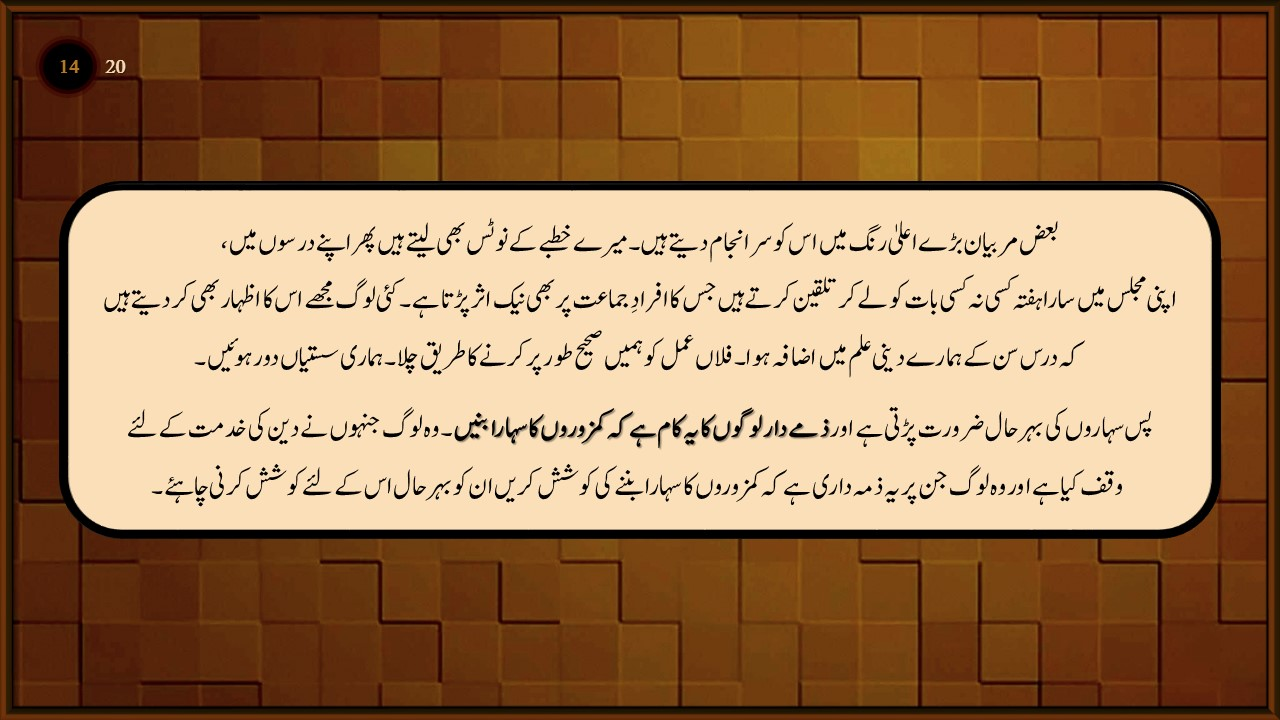 14 20
بعض مربیان بڑے اعلیٰ رنگ میں اس کو سر انجام دیتے ہیں۔ میرے خطبے کے نوٹس بھی لیتے ہیں پھر اپنے درسوں میں،
اپنی مجلس میں سارا ہفتہ کسی نہ کسی بات کو لے کر تلقین کرتے ہیں جس کا افرادِ جماعت پر بھی نیک اثر پڑتا ہے۔ کئی لوگ مجھے اس کا اظہار بھی کر دیتے ہیں
کہ درس سن کے ہمارے دینی علم میں اضافہ ہوا۔ فلاں عمل کو ہمیں صحیح طور پر کرنے کا طریق چلا۔ ہماری سستیاں دور ہوئیں۔
پس سہاروں کی بہرحال ضرورت پڑتی ہے اور ذمے دار لوگوں کا یہ کام ہے کہ کمزوروں کا سہارا بنیں۔ وہ لوگ جنہوں نے دین کی خدمت کے لئے
وقف کیا ہے اور وہ لوگ جن پر یہ ذمہ داری ہے کہ کمزوروں کا سہارا بننے کی کوشش کریں ان کو بہرحال اس کے لئے کوشش کرنی چاہئے۔